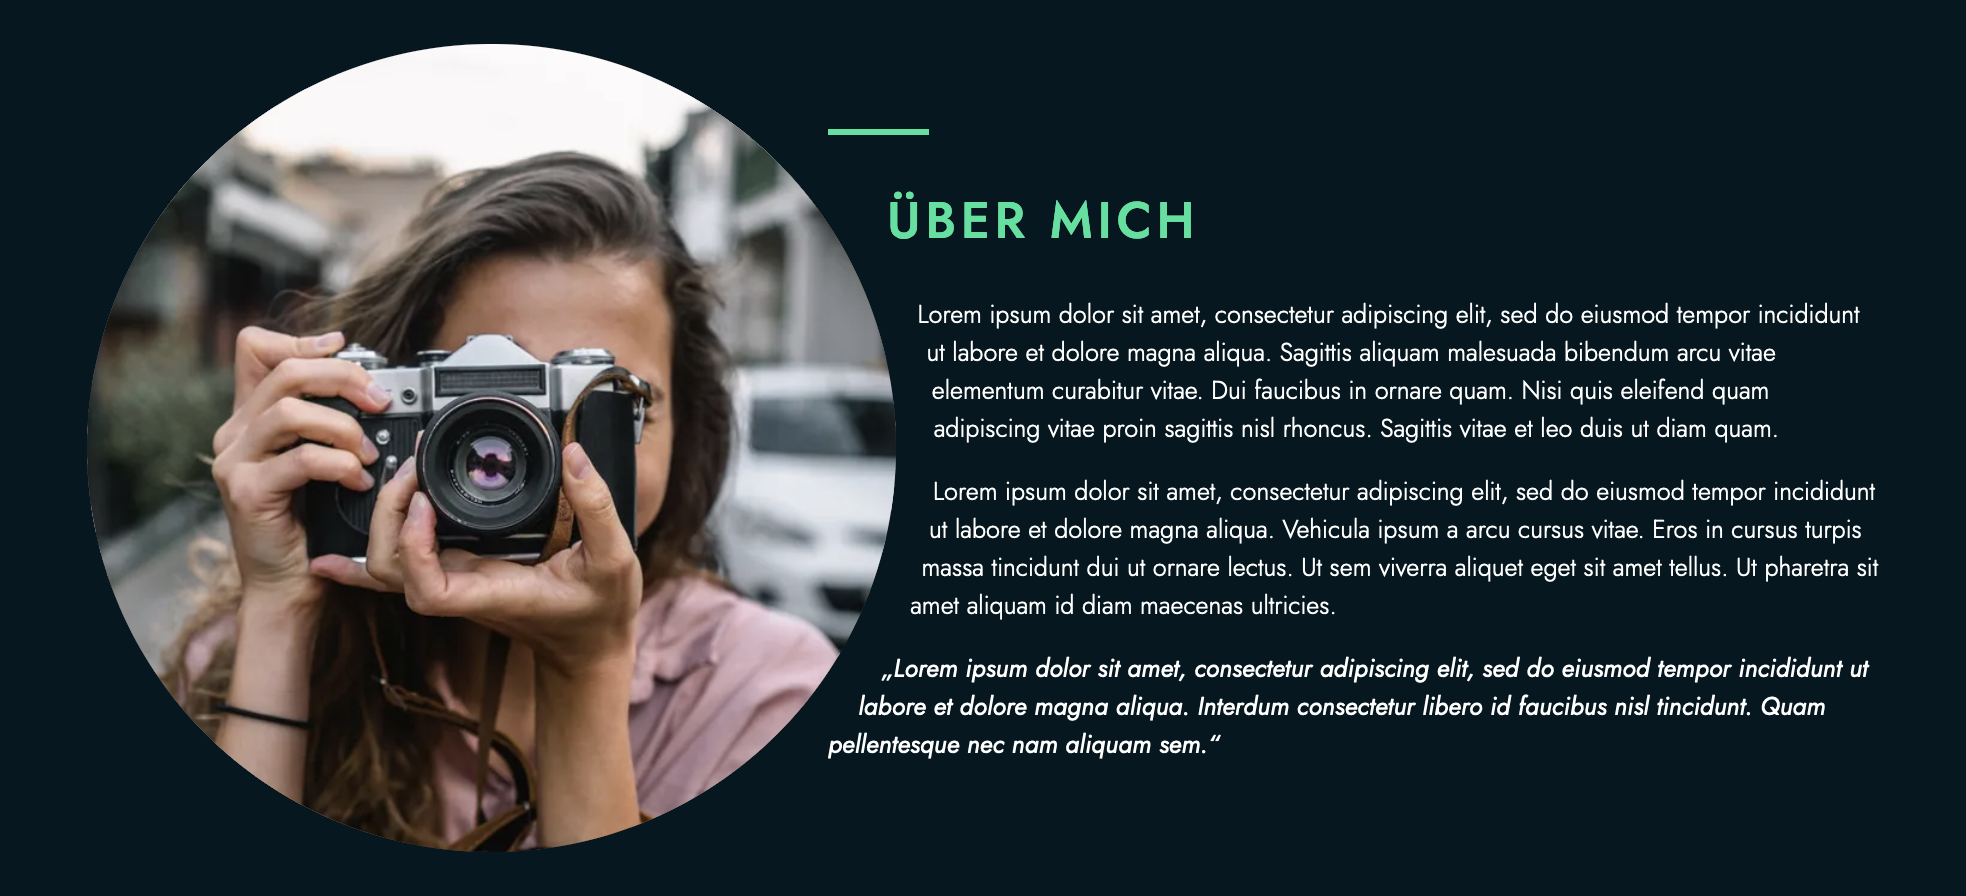 ÜBER MICH
Lorem ipsum dolor sit amet, consectetur adipiscing elit, sed do eiusmod tempor incididunt
ut labore et dolore magna aliqua. Sagittis aliquam malesuada bibendum arcu vitae
elementum curabitur vitae. Dui faucibus in ornare quam. Nisi quis eleifend quam
adipiscing vitae proin sagittis nisl rhoncus. Sagittis vitae et leo duis ut diam quam.
Lorem ipsum dolor sit amet, consectetur adipiscing elit, sed do eiusmod tempor incididunt
ut labore et dolore magna aliqua. Vehicula ipsum a arcu cursus vitae. Eros in cursus turpis
massa tincidunt dui ut ornare lectus. Ut sem viverra aliquet eget sit amet tellus. Ut pharetra sit
amet aliquam id diam maecenas ultricies.
„Lorem ipsum dolor sit amet, consectetur adipiscing elit, sed do eiusmod tempor incididunt ut
labore et dolore magna aliqua. Interdum consectetur libero id faucibus nisl tincidunt. Quam
pellentesque nec nam aliquam sem.“